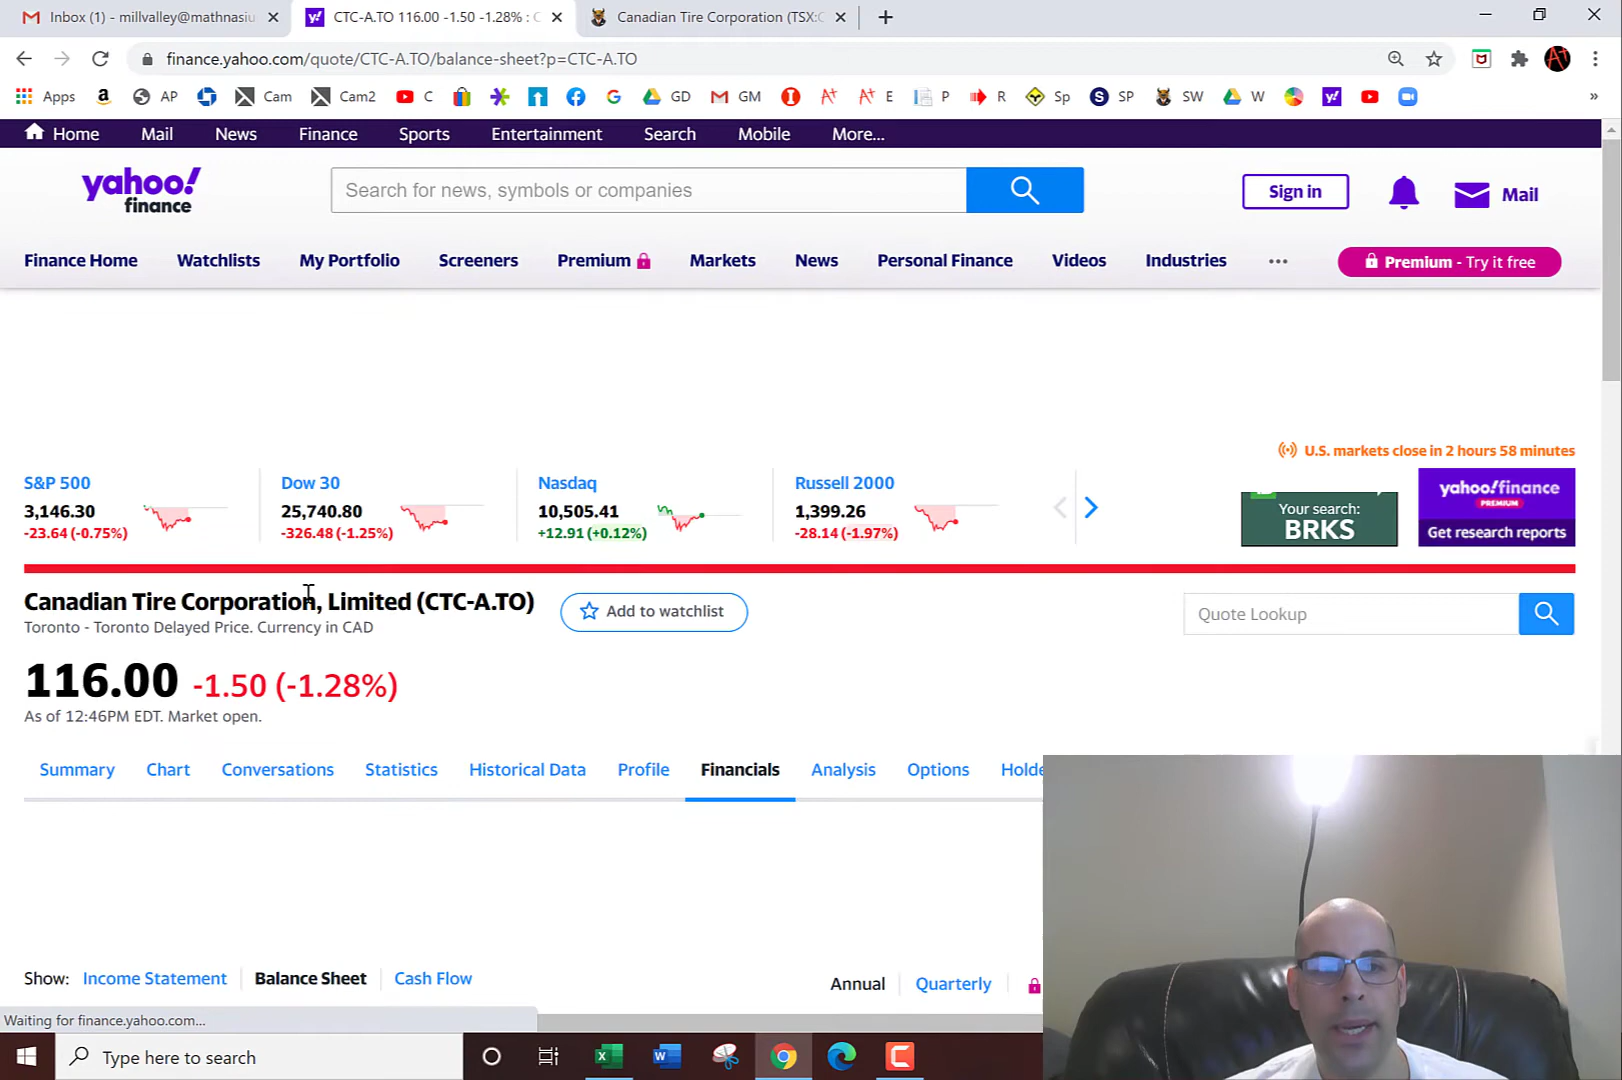 Inbox (1) - millvalley@mathnasiu
CTC-A.TO 116.00 -1.50 -1.28% : C
Canadian Tire Corporation (TSX:C
finance.yahoo.com/quote/CTC-A.TO/balance-sheet?p=CTC-A.TO
Apps AP Cam Cam2 C GD GM E P R Sp SP SW W
Home Mail News Finance Sports Entertainment Search Mobile More...
yahoo!
finance
Search for news, symbols or companies
Sign in
Mail
Finance Home Watchlists My Portfolio Screeners Premium Markets News Personal Finance Videos Industries
Premium - Try it free
U.S. markets close in 2 hours 58 minutes
S&P 500
3,146.30
-23.64 (-0.75%)
Dow 30
25,740.80
-326.48 (-1.25%)
Nasdaq
10,505.41
+12.91 (+0.12%)
Russell 2000
1,399.26
-28.14 (-1.97%)
Your search:
BRKS
yahoo!finance
PREMIUM
Get research reports
Canadian Tire Corporation, Limited (CTC-A.TO)
Toronto - Toronto Delayed Price. Currency in CAD
Add to watchlist
Quote Lookup
116.00 -1.50 (-1.28%)
As of 12:46PM EDT. Market open.
Summary Chart Conversations Statistics Historical Data Profile Financials Analysis Options Holde
Show: Income Statement Balance Sheet Cash Flow
Annual Quarterly
Waiting for finance.yahoo.com...
Type here to search